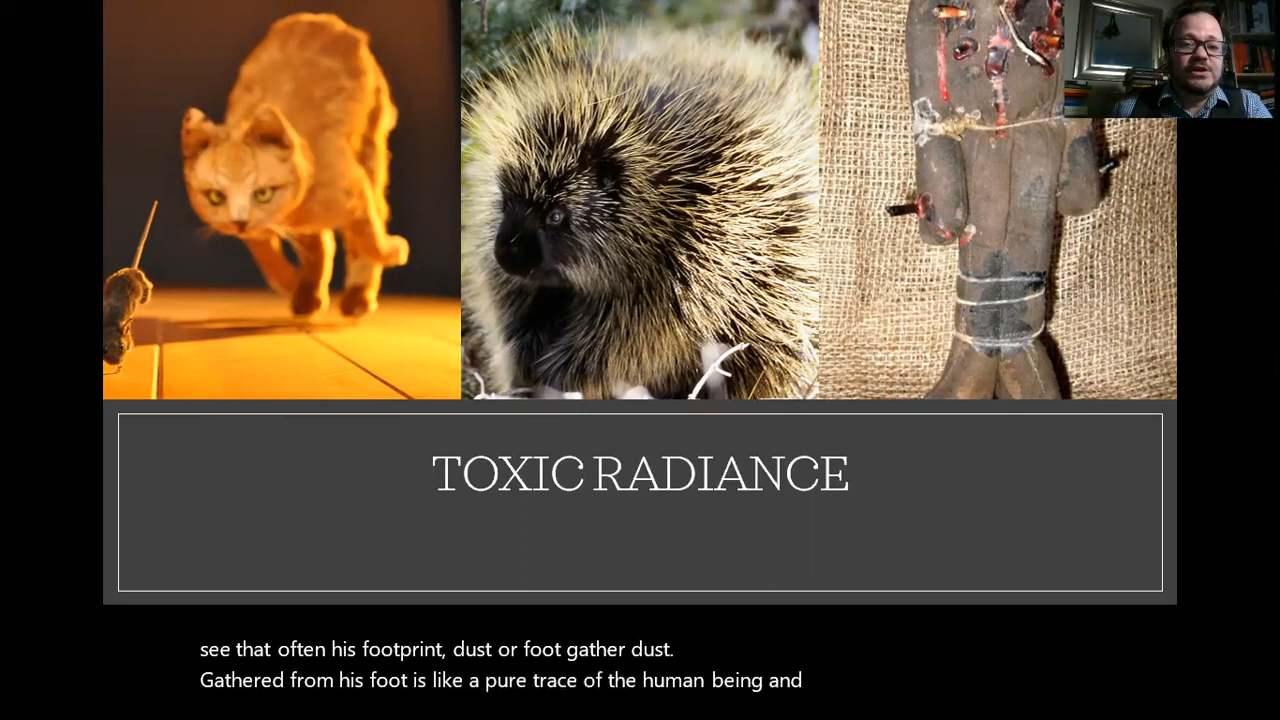 TOXIC RADIANCE
see that often his footprint, dust or foot gather dust.
Gathered from his foot is like a pure trace of the human being and